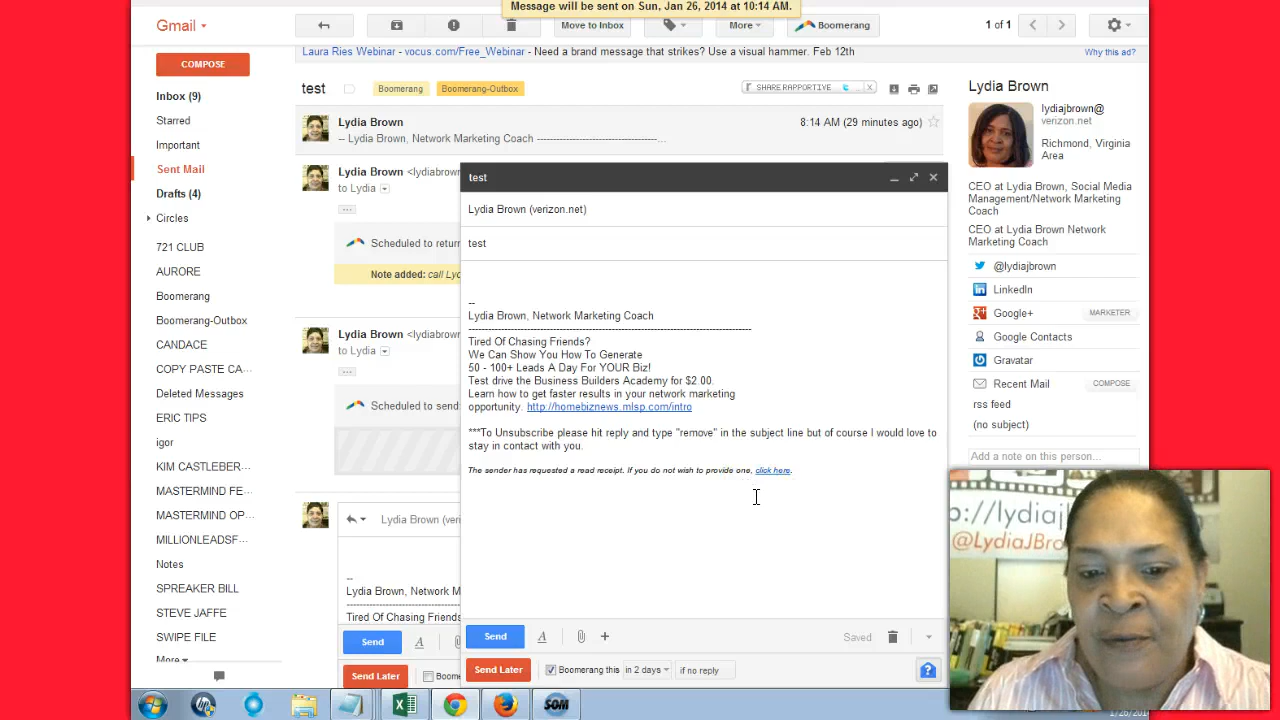 Message will be sent on Sun, Jan 26, 2014 at 10:14 AM.
Gmail
Move to Inbox
More
Boomerang
1 of 1
Laura Ries Webinar - vocus.com/Free_Webinar - Need a brand message that strikes? Use a visual hammer. Feb 12th
Why this ad?
COMPOSE
Inbox (9)
Starred
Important
Sent Mail
Drafts (4)
Circles
721 CLUB
AURORE
Boomerang
Boomerang-Outbox
CANDACE
COPY PASTE CA...
Deleted Messages
ERIC TIPS
igor
KIM CASTLEBER...
MASTERMIND FE...
MASTERMIND OP...
MILLIONLEADSF...
Notes
SPREAKER BILL
STEVE JAFFE
SWIPE FILE
More
test
Boomerang
Boomerang-Outbox
SHARE RAPPORTIVE
X
Lydia Brown
8:14 AM (29 minutes ago)
-- Lydia Brown, Network Marketing Coach ---------------------------------------...
Lydia Brown <lydiabrown
to Lydia
...
Scheduled to return
Note added: call Lyd
Lydia Brown <lydiabrown
to Lydia
...
Scheduled to send
Lydia Brown (veri
--
Lydia Brown, Network M
Tired Of Chasing Friends
Send
Send Later
Boome
test
Lydia Brown (verizon.net)
test
--
Lydia Brown, Network Marketing Coach
--------------------------------------------------------------------------------
Tired Of Chasing Friends?
We Can Show You How To Generate
50 - 100+ Leads A Day For YOUR Biz!
Test drive the Business Builders Academy for $2.00.
Learn how to get faster results in your network marketing
opportunity. http://homebiznews.mlsp.com/intro
***To Unsubscribe please hit reply and type "remove" in the subject line but of course I would love to
stay in contact with you.
The sender has requested a read receipt. If you do not wish to provide one, click here.
Send
A
Saved
Send Later
Boomerang this
in 2 days
if no reply
?
Lydia Brown
lydiajbrown@
verizon.net
Richmond, Virginia
Area
CEO at Lydia Brown, Social Media
Management/Network Marketing
Coach
CEO at Lydia Brown Network
Marketing Coach
@lydiajbrown
LinkedIn
Google+
MARKETER
Google Contacts
Gravatar
Recent Mail
COMPOSE
rss feed
(no subject)
Add a note on this person...
p://lydiaj
@LydiaJBro
SOM